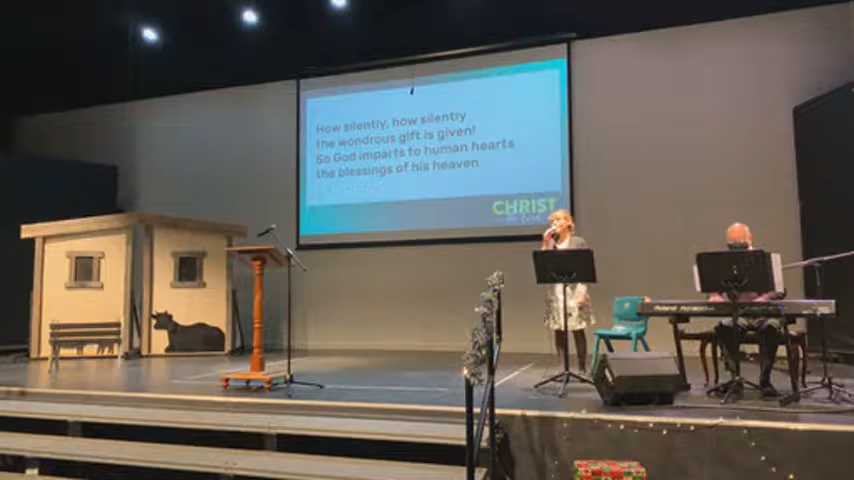 How silently, how silently
the wondrous gift is given!
So God imparts to human hearts
the blessings of his heaven
CHRIST